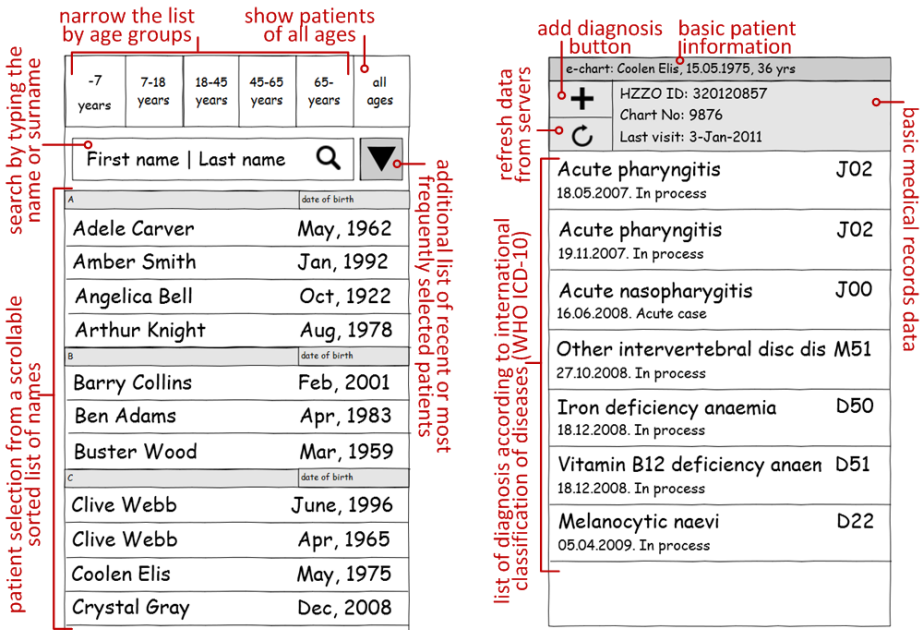 narrow the list
by age groups
show patients
of all ages
-7
years
7-18
years
18-45
years
45-65
years
65-
years
all
ages
search by typing the
name or surname
First name | Last name
additional list of recent or most
frequently selected patients
patient selection from a scrollable
sorted list of names
A date of birth
Adele Carver May, 1962
Amber Smith Jan, 1992
Angelica Bell Oct, 1922
Arthur Knight Aug, 1978
B date of birth
Barry Collins Feb, 2001
Ben Adams Apr, 1983
Buster Wood Mar, 1959
C date of birth
Clive Webb June, 1996
Clive Webb Apr, 1965
Coolen Elis May, 1975
Crystal Gray Dec, 2008
add diagnosis
button
basic patient
information
refresh data
from servers
e-chart: Coolen Elis, 15.05.1975, 36 yrs
HZZO ID: 320120857
Chart No: 9876
Last visit: 3-Jan-2011
basic medical records data
list of diagnosis according to international
classification of diseases (WHO ICD-10)
Acute pharyngitis J02
18.05.2007. In process
Acute pharyngitis J02
19.11.2007. In process
Acute nasopharygitis J00
16.06.2008. Acute case
Other intervertebral disc dis M51
27.10.2008. In process
Iron deficiency anaemia D50
18.12.2008. In process
Vitamin B12 deficiency anaen D51
18.12.2008. In process
Melanocytic naevi D22
05.04.2009. In process